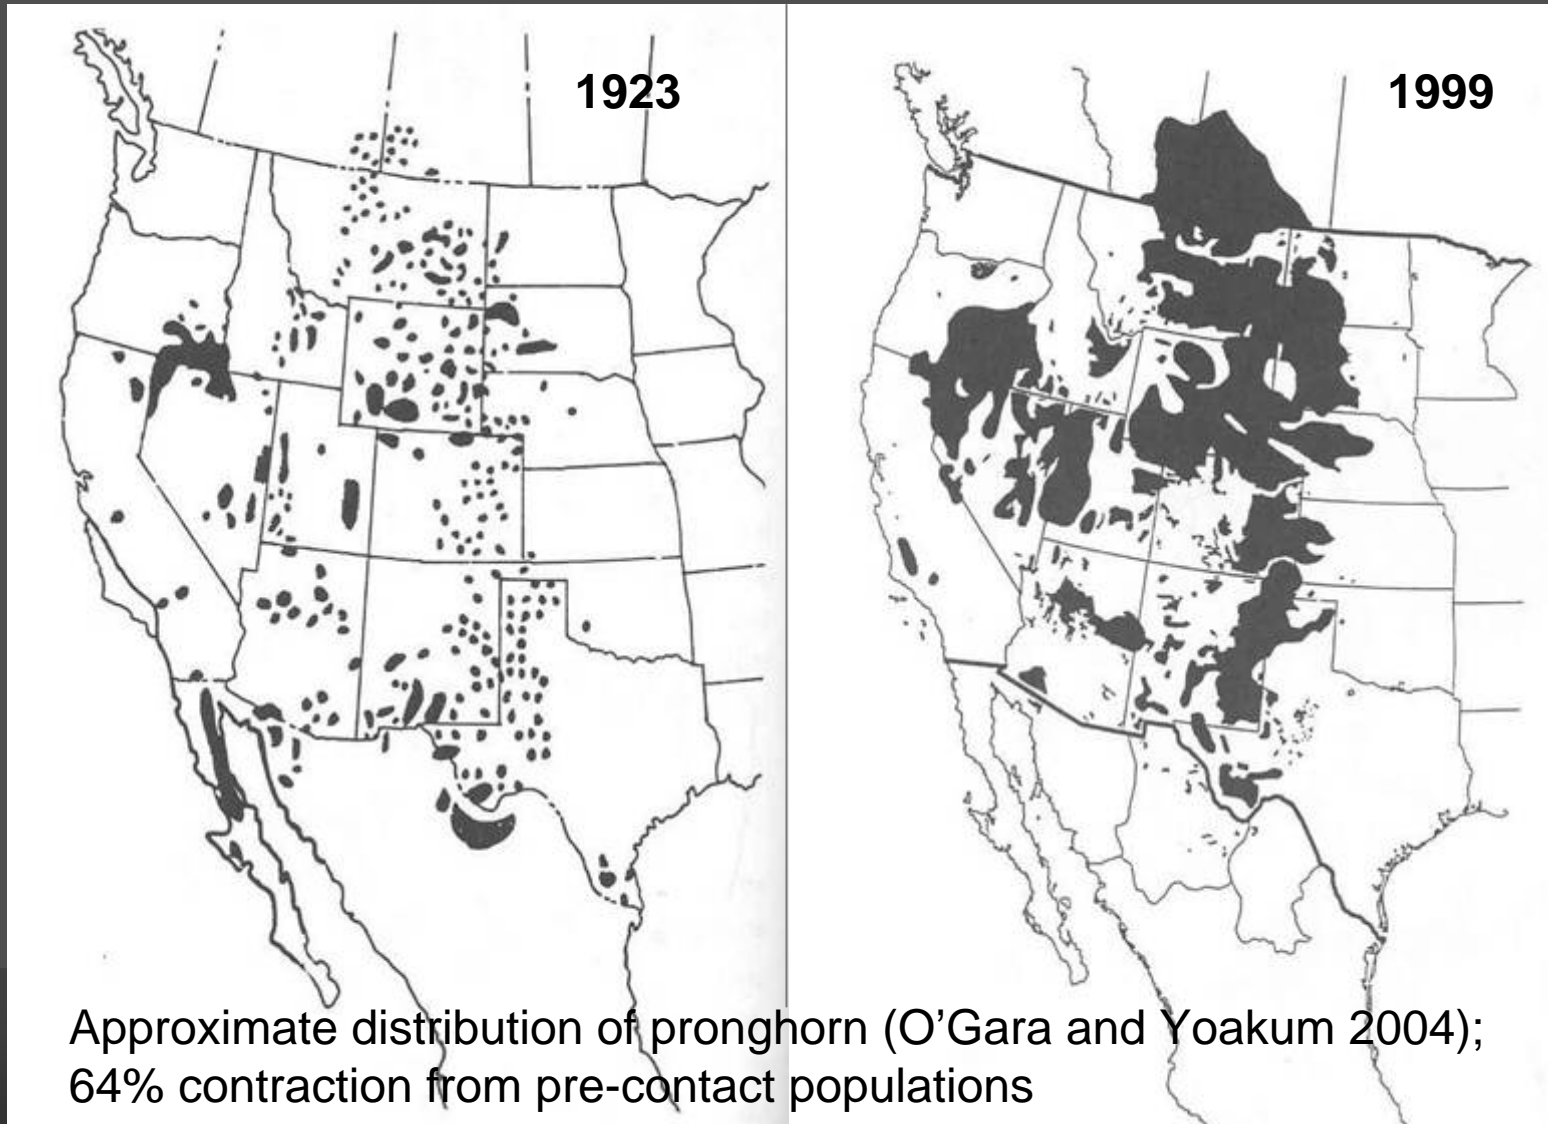 1923
1999
Approximate distribution of pronghorn (O’Gara and Yoakum 2004);
64% contraction from pre-contact populations